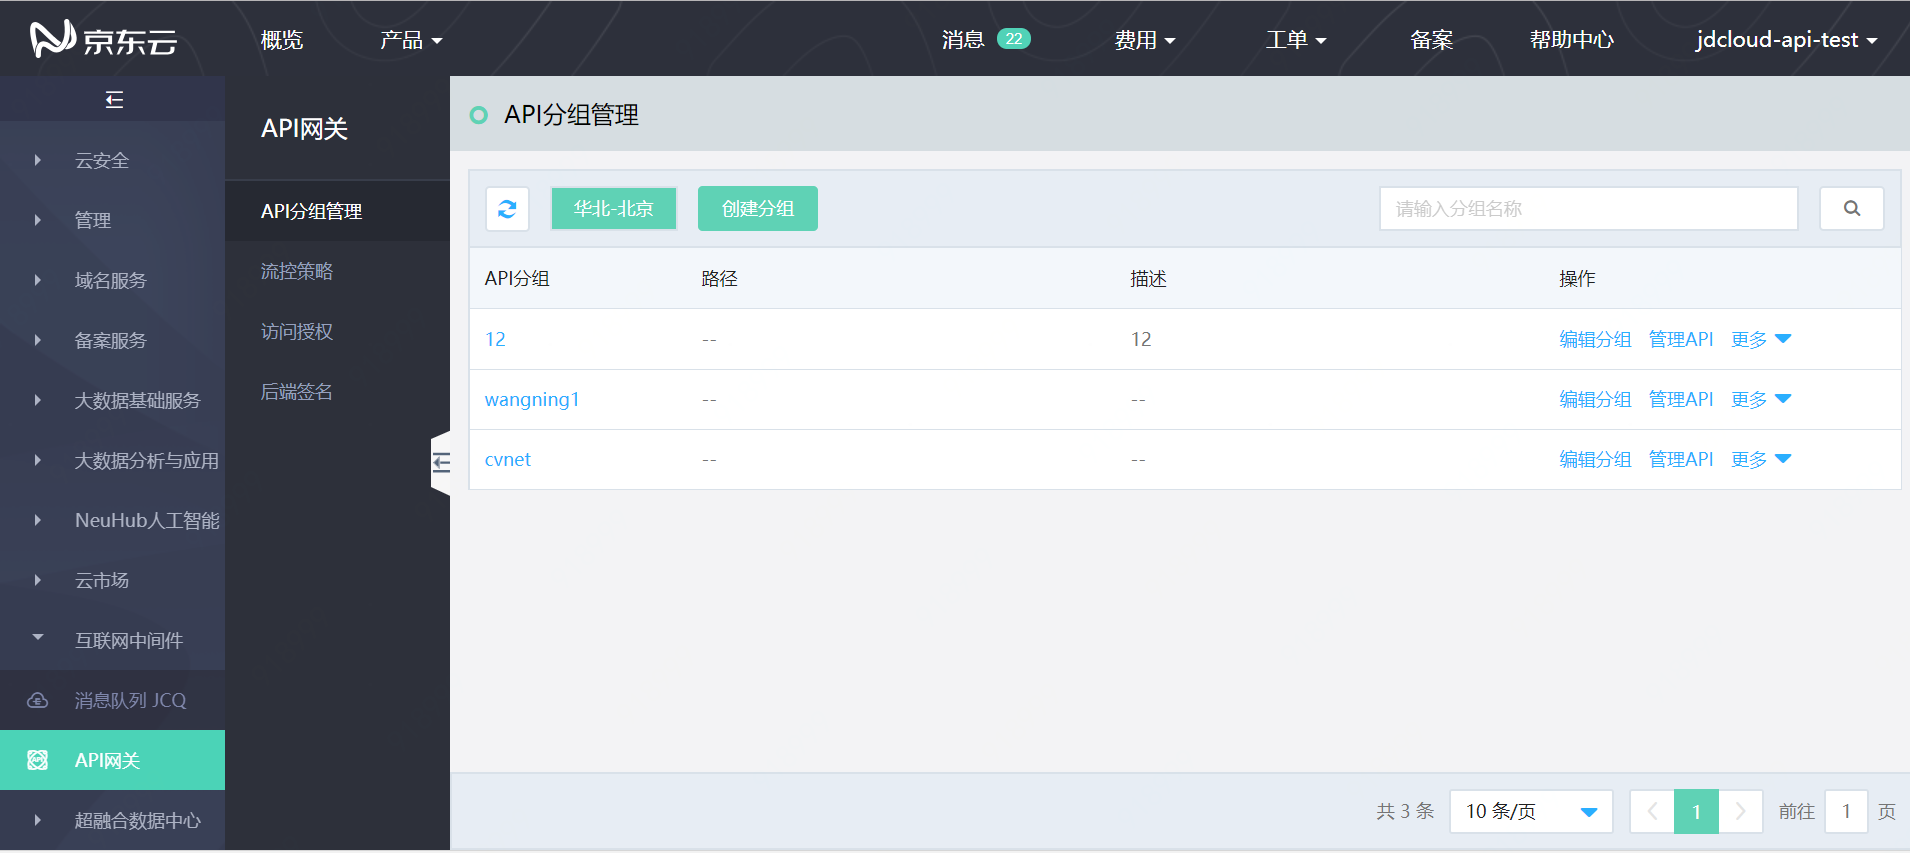 京东云
概览
产品
消息 22
费用
工单
备案
帮助中心
jdcloud-api-test
云安全
管理
域名服务
备案服务
大数据基础服务
大数据分析与应用
NeuHub人工智能
云市场
互联网中间件
消息队列 JCQ
API网关
超融合数据中心
API网关
API分组管理
流控策略
访问授权
后端签名
API分组管理
华北-北京 创建分组 请输入分组名称
API分组 路径 描述 操作
12 -- 12 编辑分组 管理API 更多
wangning1 -- -- 编辑分组 管理API 更多
cvnet -- -- 编辑分组 管理API 更多
共 3 条 10 条/页 1 前往 1 页